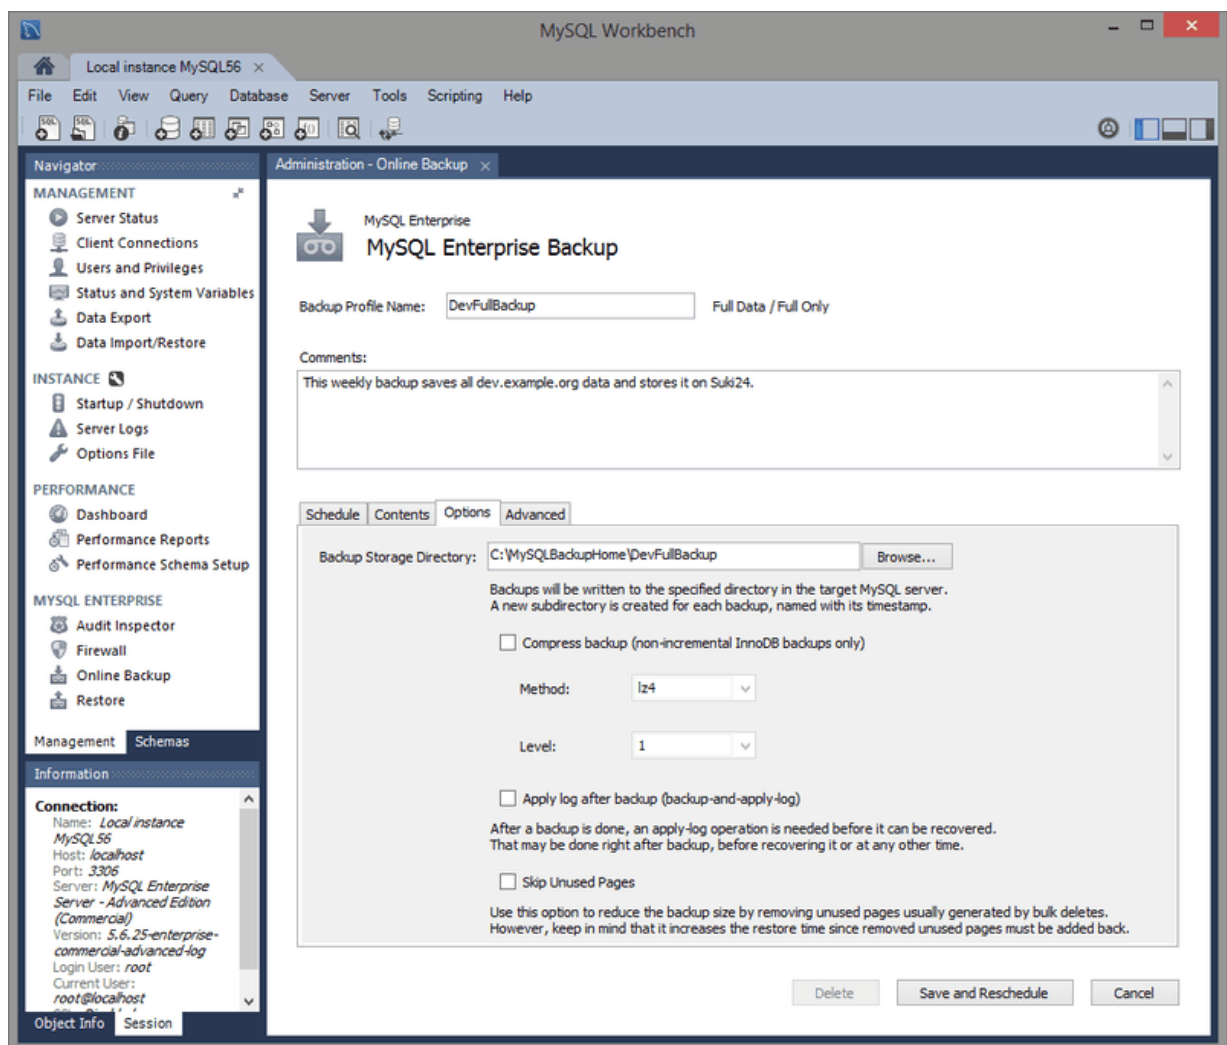 MySQL Workbench
Local instance MySQL56
File Edit View Query Database Server Tools Scripting Help
Navigator
MANAGEMENT
Server Status
Client Connections
Users and Privileges
Status and System Variables
Data Export
Data Import/Restore
INSTANCE
Startup / Shutdown
Server Logs
Options File
PERFORMANCE
Dashboard
Performance Reports
Performance Schema Setup
MYSQL ENTERPRISE
Audit Inspector
Firewall
Online Backup
Restore
Management Schemas
Information
Connection:
Name: Local instance
MySQL56
Host: localhost
Port: 3306
Server: MySQL Enterprise
Server - Advanced Edition
(Commercial)
Version: 5.6.25-enterprise-
commercial-advanced-log
Login User: root
Current User:
root@localhost
Object Info Session
Administration - Online Backup
MySQL Enterprise
MySQL Enterprise Backup
Backup Profile Name: DevFullBackup Full Data / Full Only
Comments:
This weekly backup saves all dev.example.org data and stores it on Suki24.
Schedule Contents Options Advanced
Backup Storage Directory: C:\MySQLBackupHome\DevFullBackup Browse...
Backups will be written to the specified directory in the target MySQL server.
A new subdirectory is created for each backup, named with its timestamp.
Compress backup (non-incremental InnoDB backups only)
Method: lz4
Level: 1
Apply log after backup (backup-and-apply-log)
After a backup is done, an apply-log operation is needed before it can be recovered.
That may be done right after backup, before recovering it or at any other time.
Skip Unused Pages
Use this option to reduce the backup size by removing unused pages usually generated by bulk deletes.
However, keep in mind that it increases the restore time since removed unused pages must be added back.
Delete Save and Reschedule Cancel